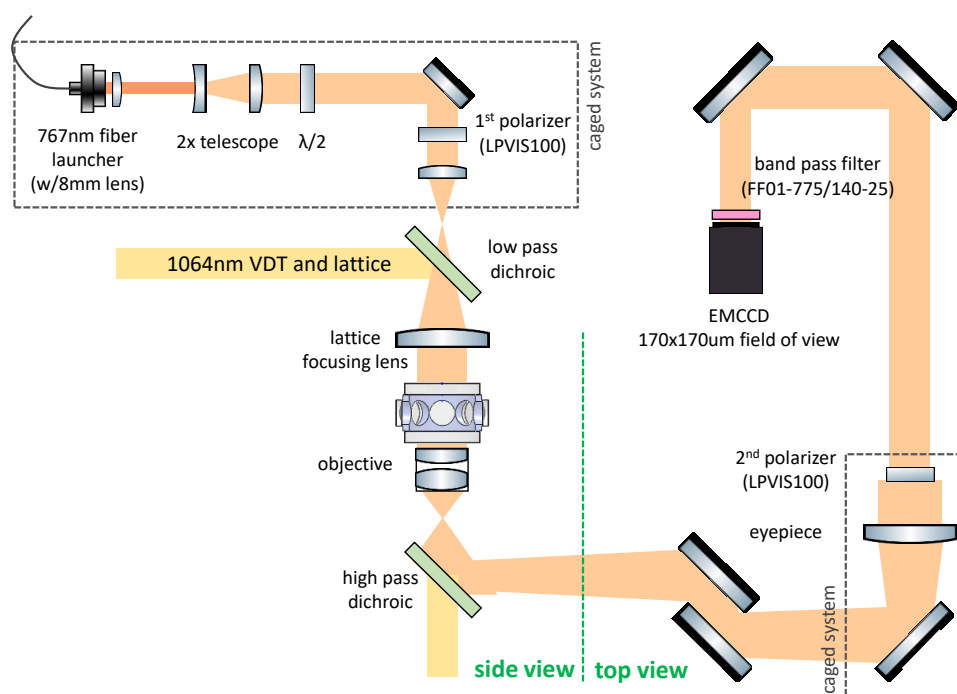 767nm fiber
launcher
(w/8mm lens)
2x telescope
λ/2
1st polarizer
(LPVIS100)
caged system
1064nm VDT and lattice
low pass
dichroic
lattice
focusing lens
objective
high pass
dichroic
side view
top view
band pass filter
(FF01-775/140-25)
EMCCD
170x170um field of view
2nd polarizer
(LPVIS100)
eyepiece
caged system